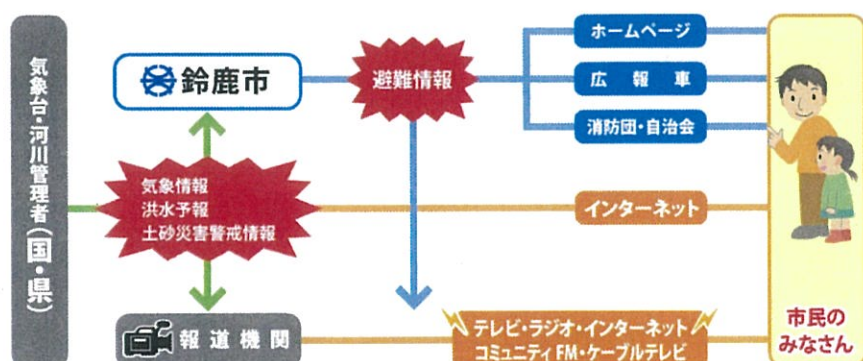 気象台・河川管理者(国・県)
鈴鹿市
避難情報
ホームページ
広報車
消防団・自治会
気象情報
洪水予報
土砂災害警戒情報
インターネット
報道機関
テレビ・ラジオ・インターネット
コミュニティFM・ケーブルテレビ
市民の
みなさん